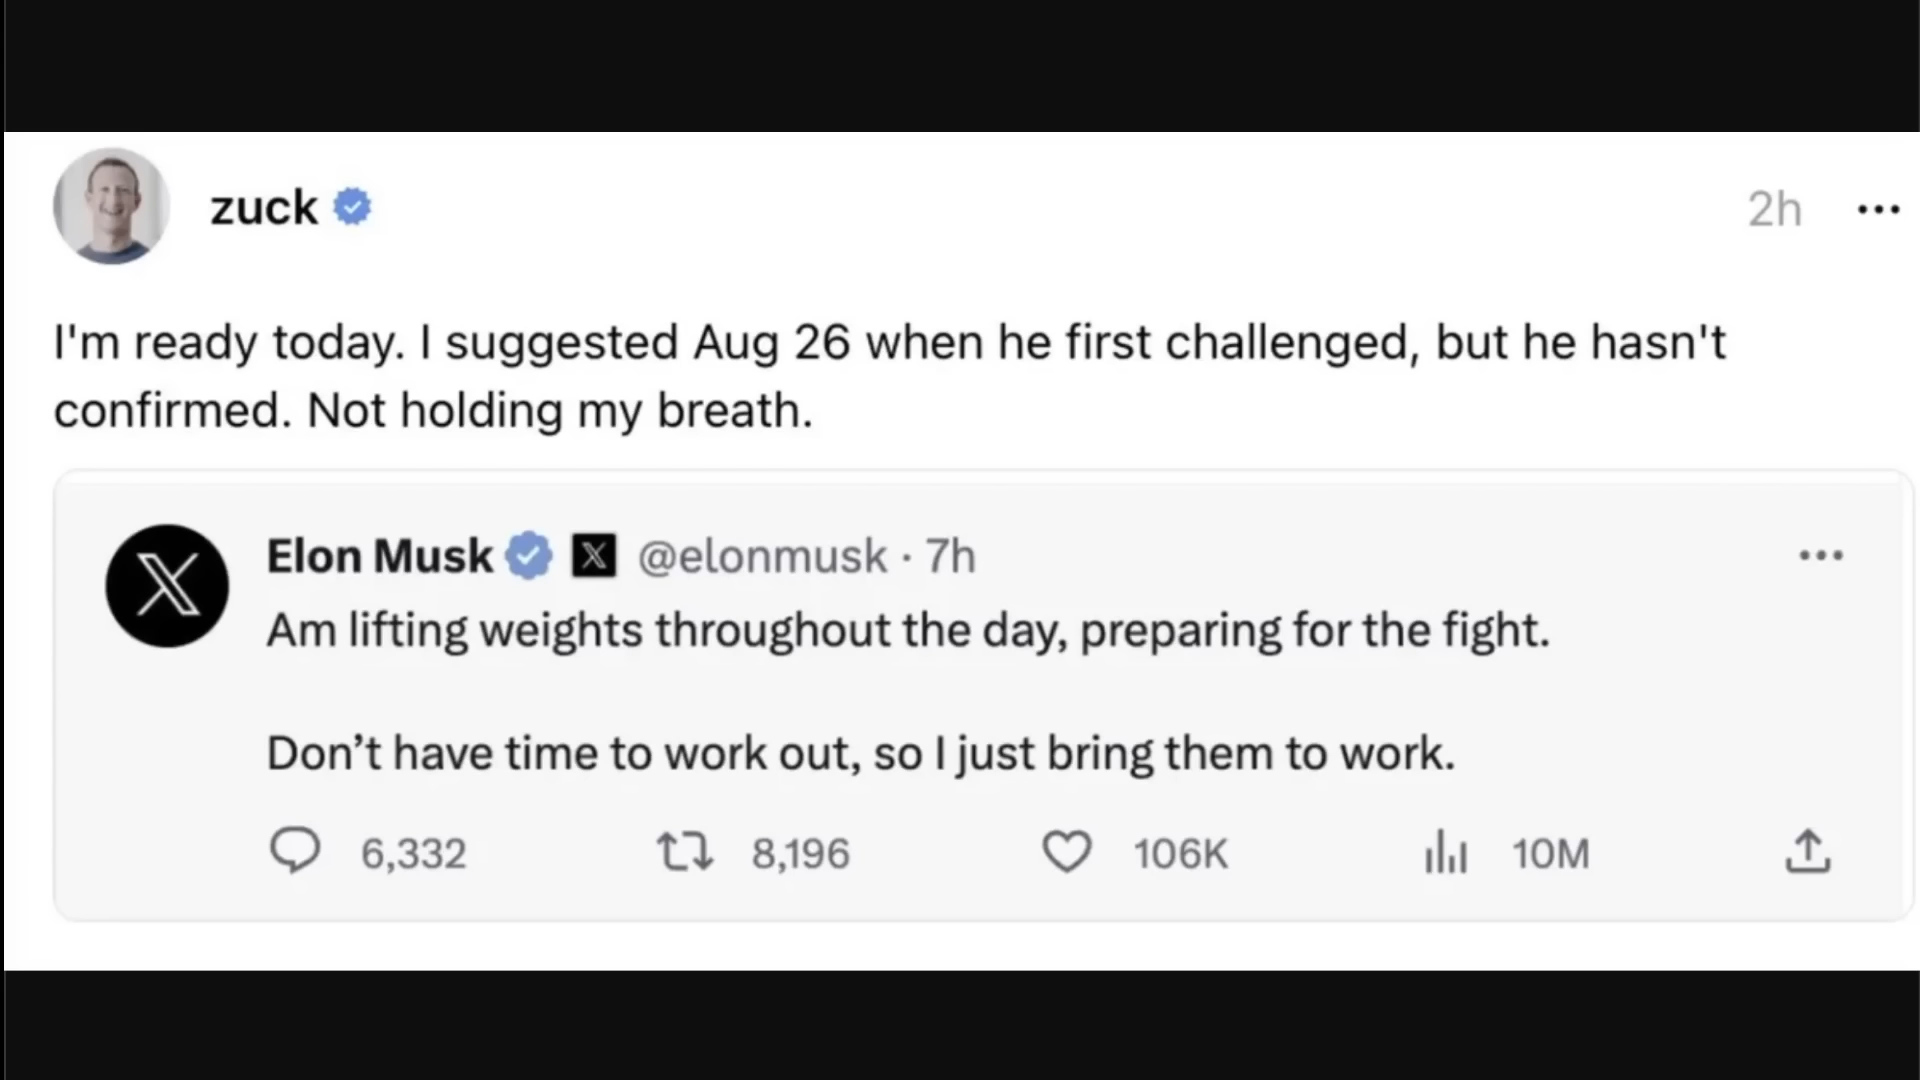 zuck
2h
I'm ready today. I suggested Aug 26 when he first challenged, but he hasn't
confirmed. Not holding my breath.
Elon Musk @elonmusk · 7h
Am lifting weights throughout the day, preparing for the fight.
Don’t have time to work out, so I just bring them to work.
6,332 8,196 106K 10M